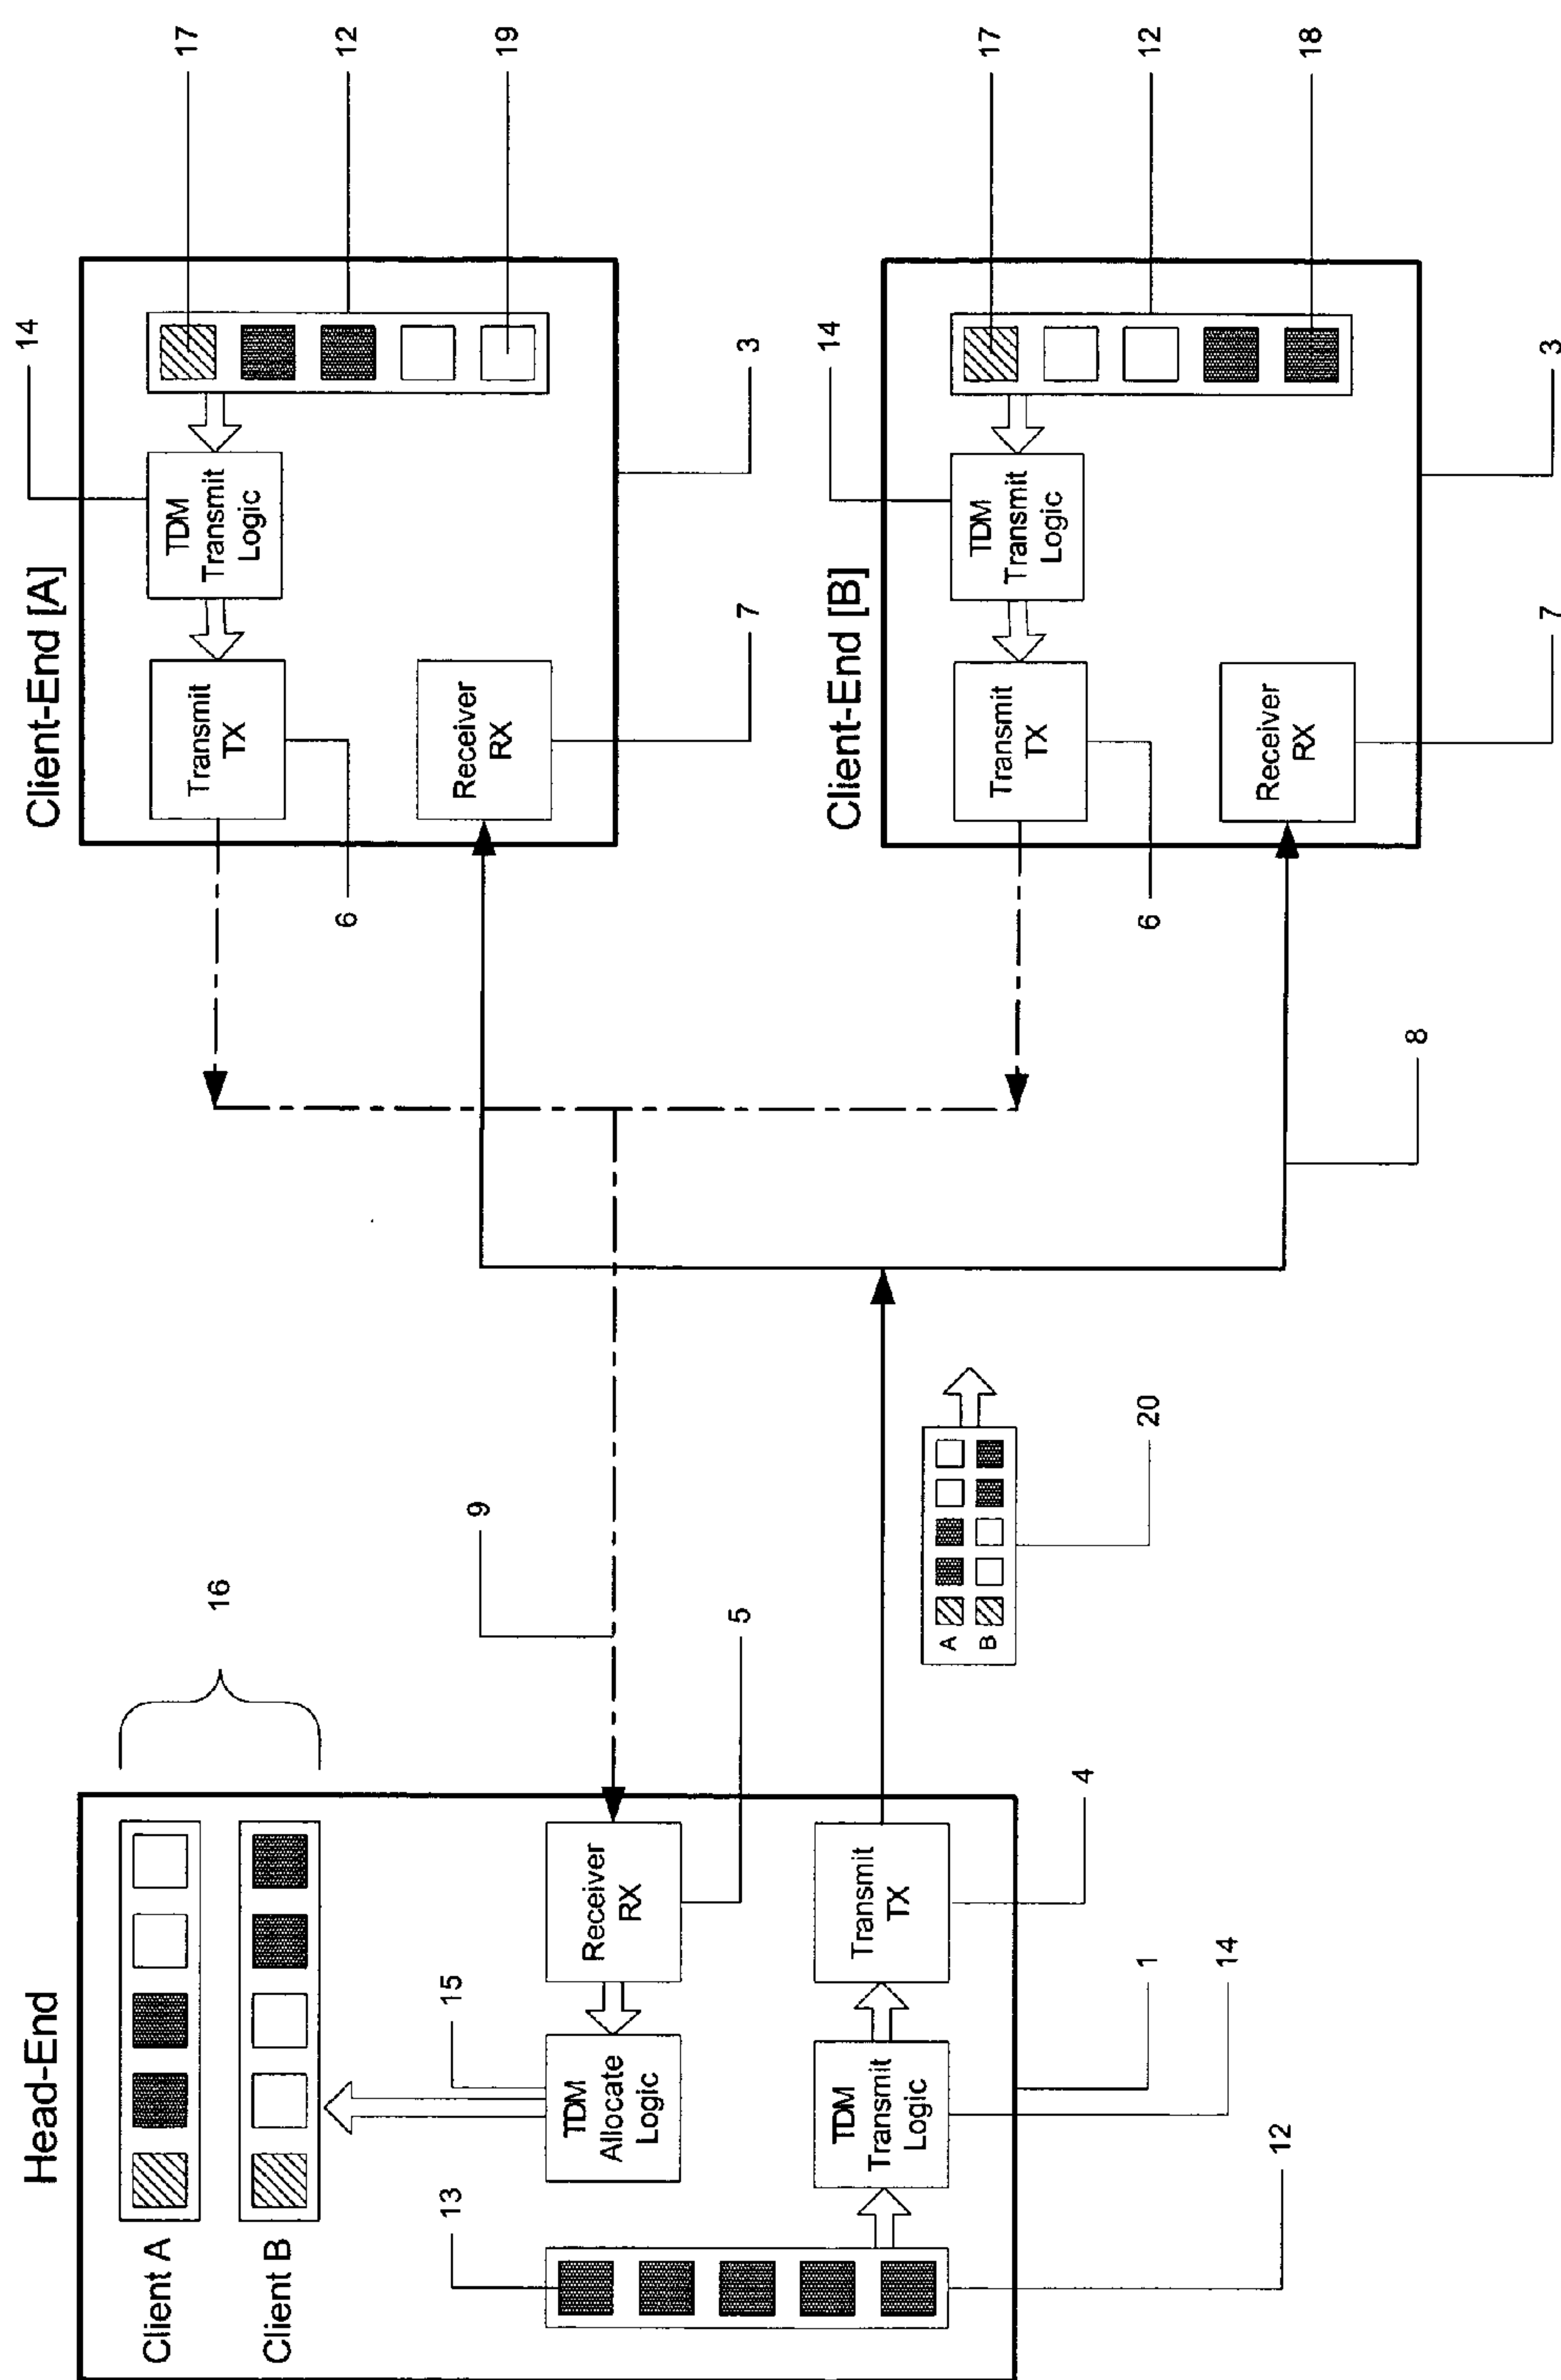 Head-End
Client A
Client B
16
13
15
TDM
Allocate
Logic
Receiver
RX
5
9
TDM
Transmit
Logic
Transmit
TX
4
1
14
12
A
B
20
8
Client-End [A]
14
Transmit
TX
TDM
Transmit
Logic
17
12
19
6
Receiver
RX
7
3
Client-End [B]
14
Transmit
TX
TDM
Transmit
Logic
17
12
18
6
Receiver
RX
7
3